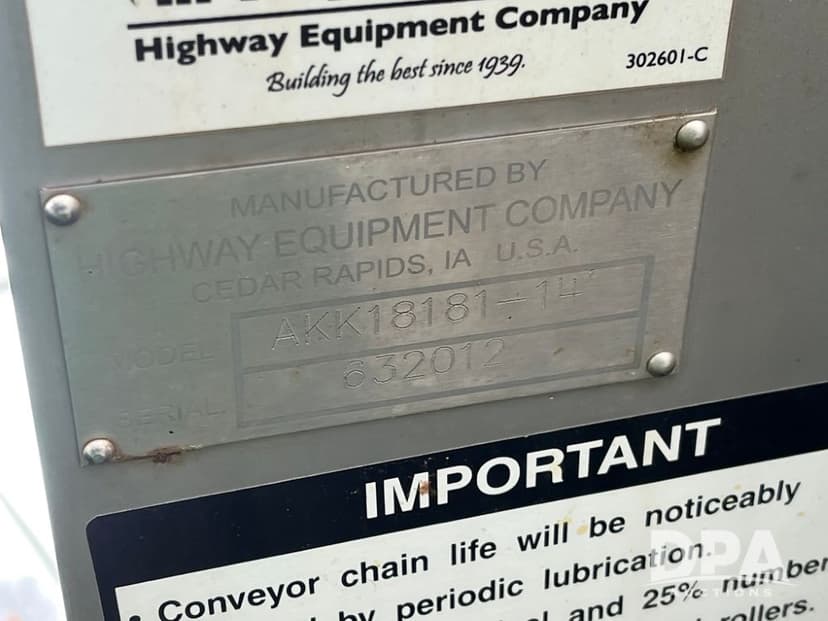 Highway Equipment Company
Building the best since 1939.
302601-C
MANUFACTURED BY
HIGHWAY EQUIPMENT COMPANY
CEDAR RAPIDS, IA U.S.A.
MODEL AKK18181-14'
SERIAL. 632012
IMPORTANT
• Conveyor chain life will be noticeably
by periodic lubrication.
and 25% number
rollers.
DPA
AUCTIONS